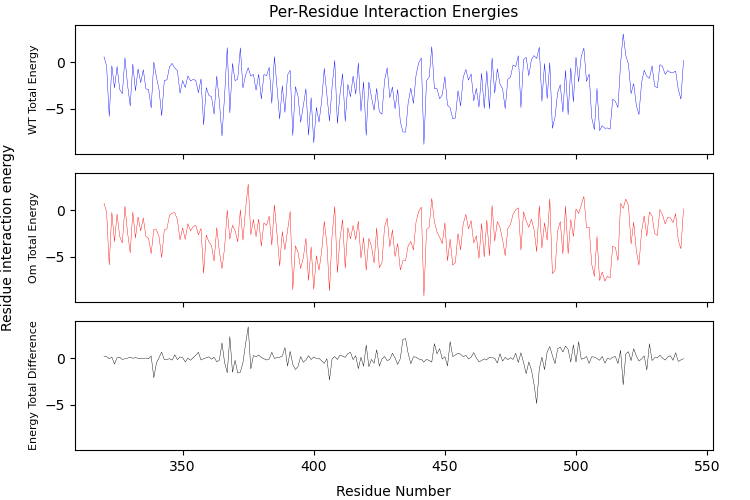 Per-Residue Interaction Energies
Residue interaction energy
WT Total Energy
0
−5
Om Total Energy
0
−5
Energy Total Difference
0
−5
350
400
450
500
550
Residue Number